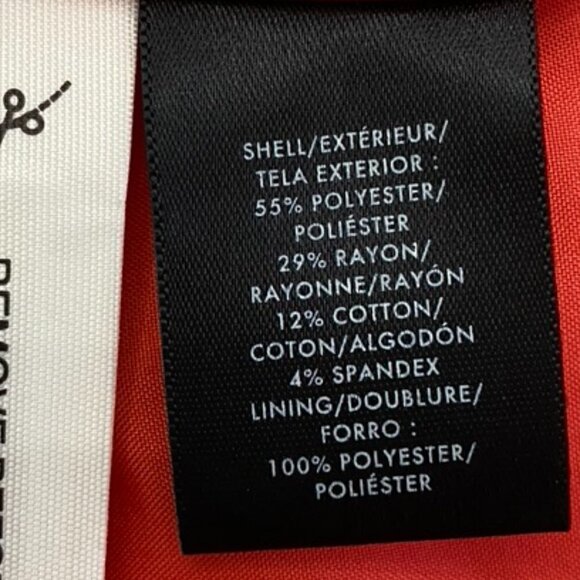 SHELL/EXTÉRIEUR/
TELA EXTERIOR :
55% POLYESTER/
POLIÉSTER
29% RAYON/
RAYONNE/RAYÓN
12% COTTON/
COTON/ALGODÓN
4% SPANDEX
LINING/DOUBLURE/
FORRO :
100% POLYESTER/
POLIÉSTER
REMOVE